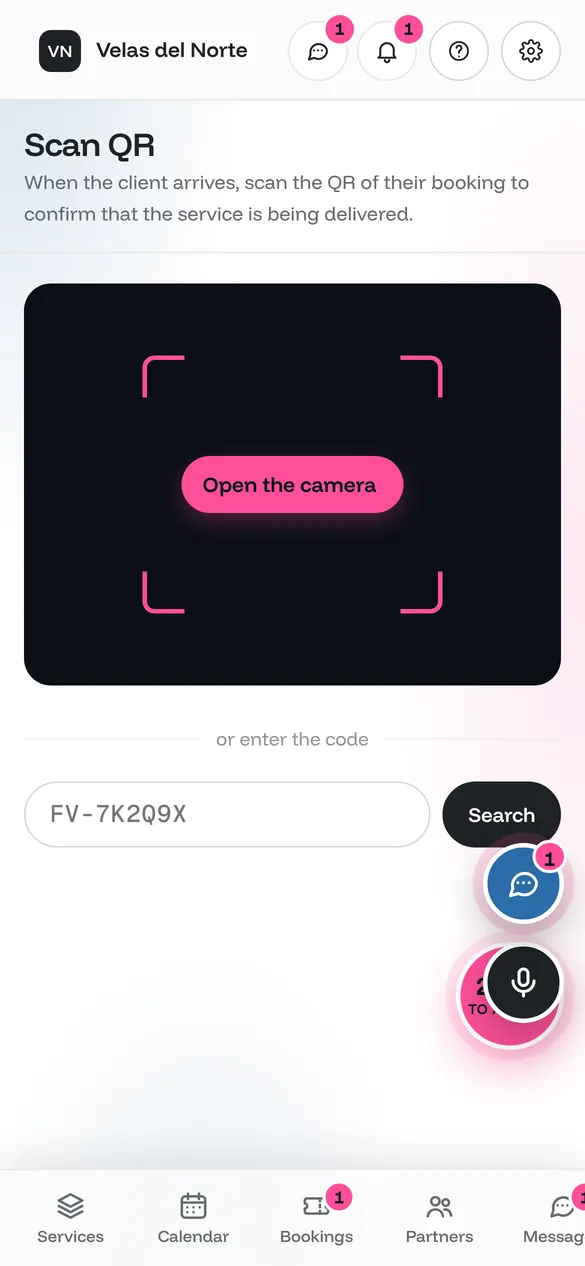 1
1
VN
Velas del Norte
Scan QR
When the client arrives, scan the QR of their booking to
confirm that the service is being delivered.
Open the camera
or enter the code
FV-7K2Q9X
Search
1
TO
1
Services
Calendar
Bookings
Partners